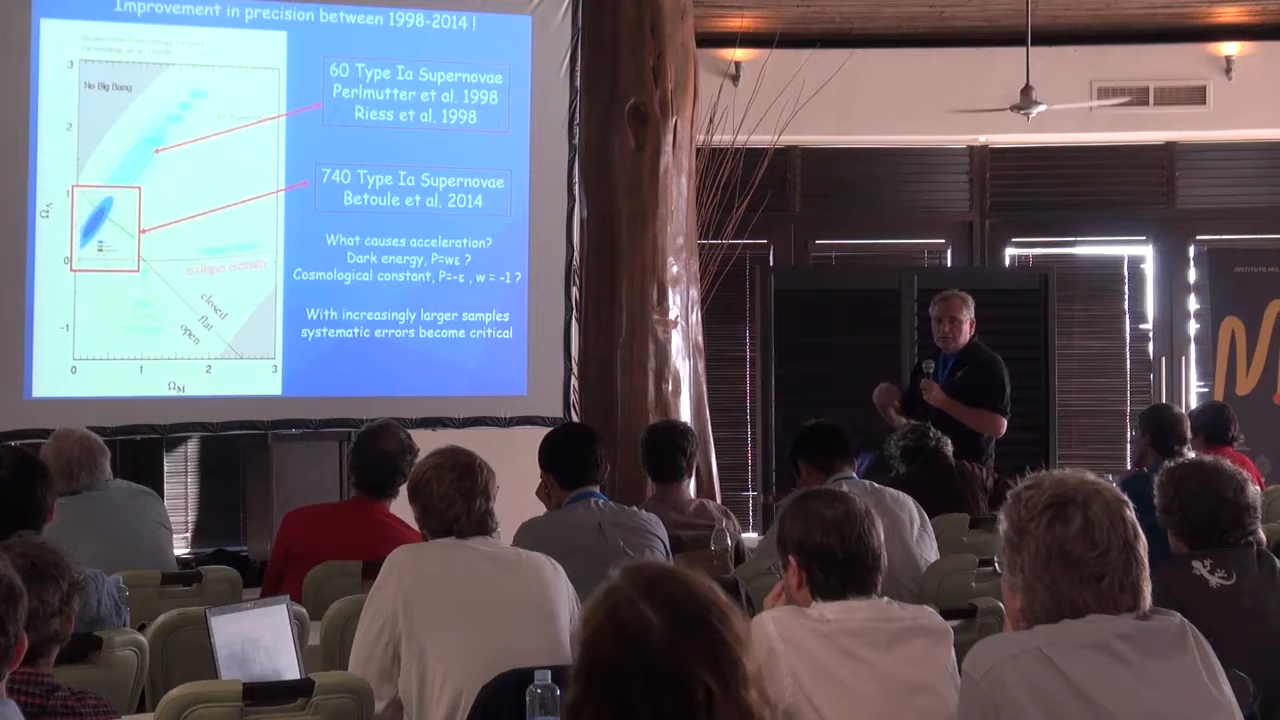 Improvement in precision between 1998-2014 !
3
No Big Bang
2
1
Ω
0
-1
0
1
2
3
Ω_M
closed
flat
open
60 Type Ia Supernovae
Perlmutter et al. 1998
Riess et al. 1998
740 Type Ia Supernovae
Betoule et al. 2014
What causes acceleration?
Dark energy, P=wε ?
Cosmological constant, P=-ε , w = -1 ?
With increasingly larger samples
systematic errors become critical